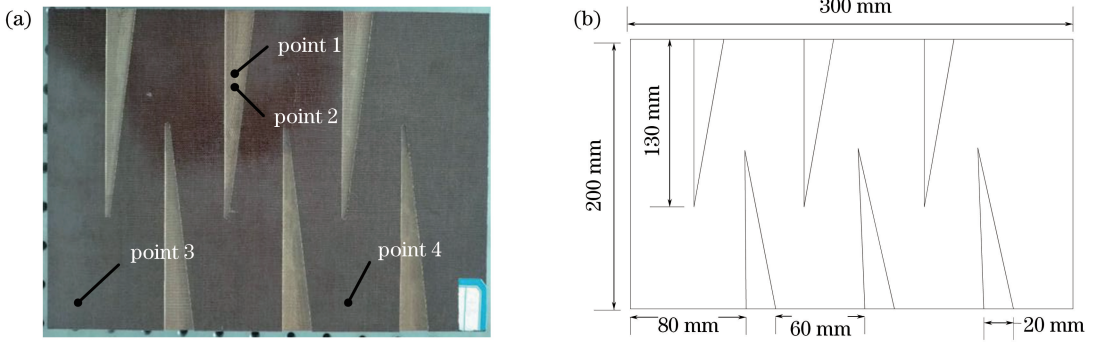 (a)
point 1
point 2
point 3
point 4
(b)
300 mm
200 mm
130 mm
80 mm
60 mm
20 mm